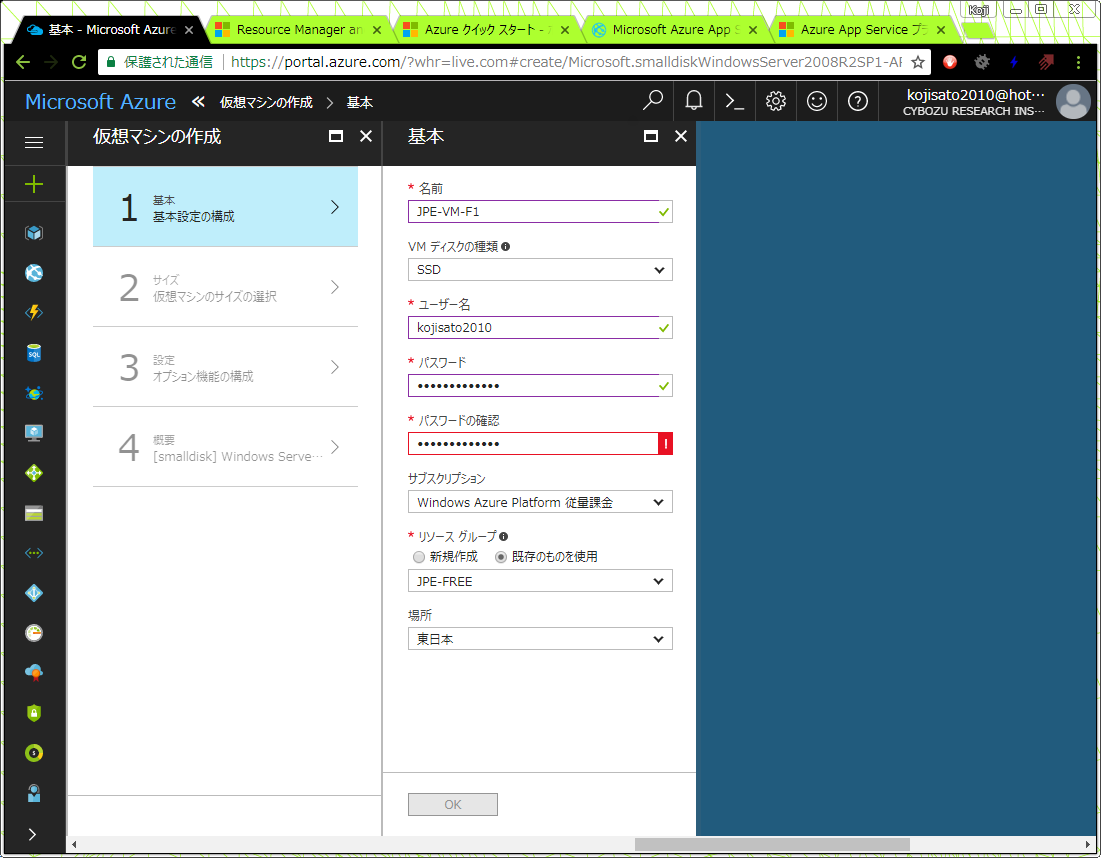 Koji
基本 - Microsoft Azure
Resource Manager an
Azure クイック スタート -
Microsoft Azure App S
Azure App Service プ
保護された通信
https://portal.azure.com/?whr=live.com#create/Microsoft.smalldiskWindowsServer2008R2SP1-AR
Microsoft Azure
仮想マシンの作成
基本
kojisato2010@hot…
CYBOZU RESEARCH INS…
仮想マシンの作成
1
基本
基本設定の構成
2
サイズ
仮想マシンのサイズの選択
3
設定
オプション機能の構成
4
概要
[smalldisk] Windows Serve…
基本
* 名前
JPE-VM-F1
VM ディスクの種類
SSD
* ユーザー名
kojisato2010
* パスワード
•••••••••••••
* パスワードの確認
•••••••••••••
!
サブスクリプション
Windows Azure Platform 従量課金
* リソース グループ
新規作成 既存のものを使用
JPE-FREE
場所
東日本
OK